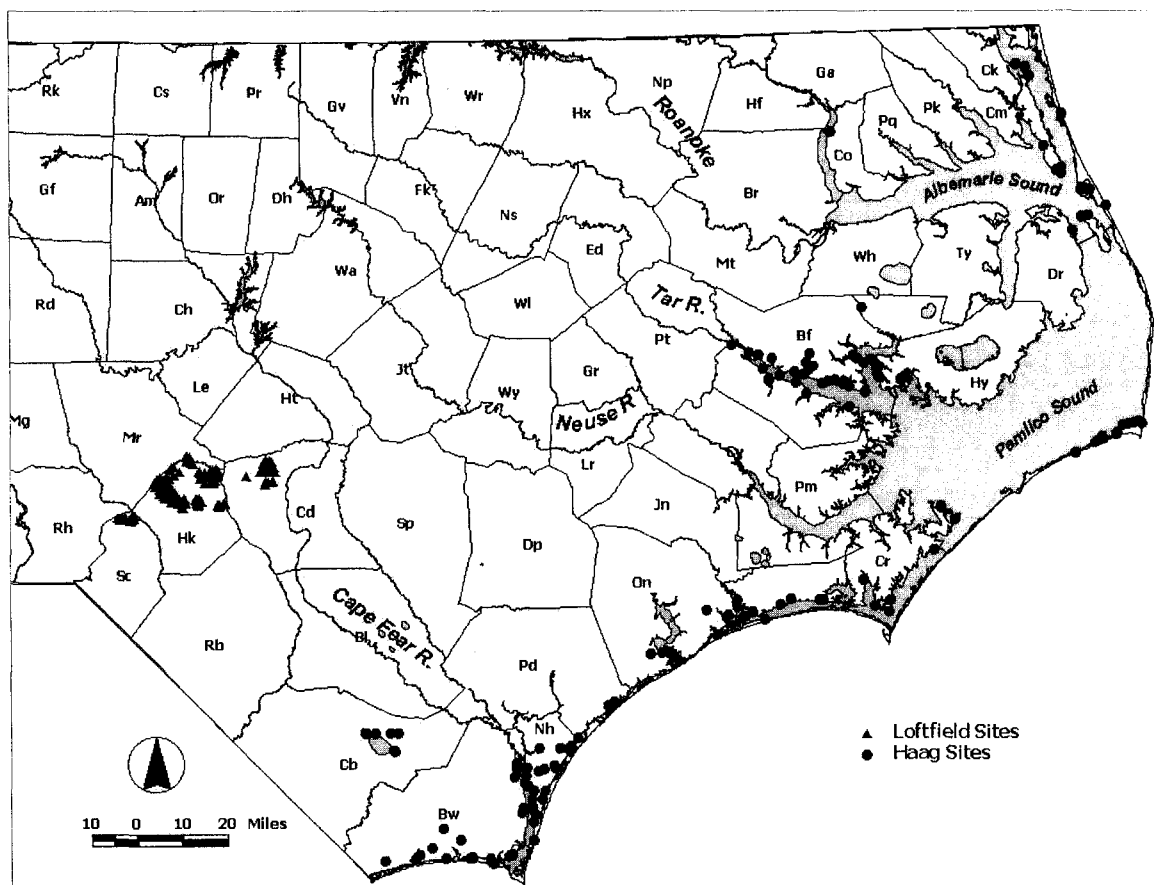 Rk
Cs
Pr
Gv
Vn
Wr
Hx
Np
Hf
Ga
Ck
Cm
Pk
Pq
Co
Roanoke
Gf
Am
Or
Dh
Fk
Ns
Ed
Br
Albemarle Sound
Rd
Ch
Wa
Wl
Mt
Wh
Ty
Dr
Tar R.
Pt
Bf
Hy
Pamlico Sound
Le
Ht
Jt
Wy
Gr
Neuse R
Mg
Mr
Rh
Hk
Cd
Sp
Lr
Jn
Pm
Dp
Sc
On
Cr
Rb
Cape Fear R.
Bl
Pd
Nh
Cb
Bw
Loftfield Sites
Haag Sites
10 0 10 20 Miles